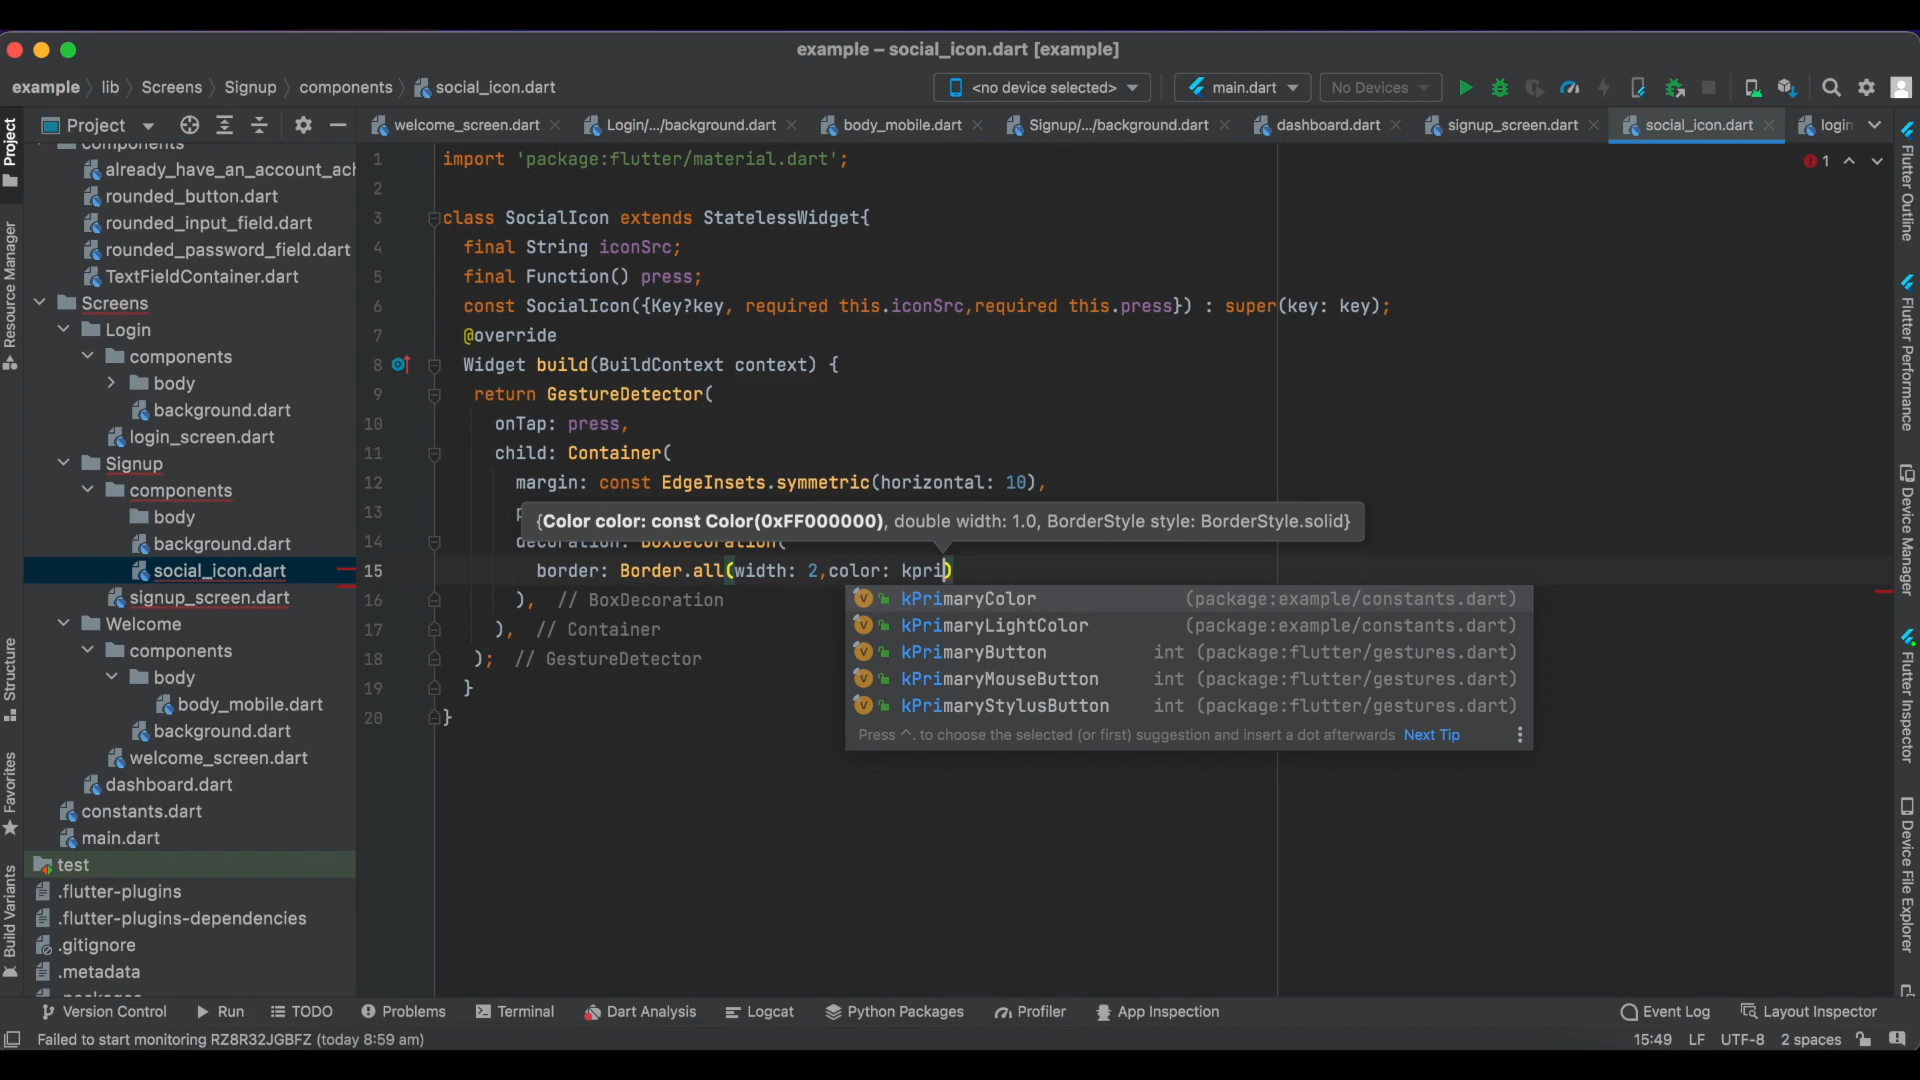 example – social_icon.dart [example]
example lib Screens Signup components social_icon.dart
<no device selected> main.dart No Devices
Project
welcome_screen.dart Login/.../background.dart body_mobile.dart Signup/.../background.dart dashboard.dart signup_screen.dart social_icon.dart login
components
already_have_an_account_ach
rounded_button.dart
rounded_input_field.dart
rounded_password_field.dart
TextFieldContainer.dart
Screens
Login
components
body
background.dart
login_screen.dart
Signup
components
body
background.dart
social_icon.dart
signup_screen.dart
Welcome
components
body
body_mobile.dart
background.dart
welcome_screen.dart
dashboard.dart
constants.dart
main.dart
test
.flutter-plugins
.flutter-plugins-dependencies
.gitignore
.metadata
.packages
1 import 'package:flutter/material.dart';
2
3 class SocialIcon extends StatelessWidget{
4 final String iconSrc;
5 final Function() press;
6 const SocialIcon({Key?key, required this.iconSrc,required this.press}) : super(key: key);
7 @override
8 Widget build(BuildContext context) {
9 return GestureDetector(
10 onTap: press,
11 child: Container(
12 margin: const EdgeInsets.symmetric(horizontal: 10),
13 p
{Color color: const Color(0xFF000000), double width: 1.0, BorderStyle style: BorderStyle.solid}
14 decoration: BoxDecoration(
15 border: Border.all(width: 2,color: kpri)
16 ), // BoxDecoration
17 ), // Container
18 ); // GestureDetector
19 }
20 }
kPrimaryColor (package:example/constants.dart)
kPrimaryLightColor (package:example/constants.dart)
kPrimaryButton int (package:flutter/gestures.dart)
kPrimaryMouseButton int (package:flutter/gestures.dart)
kPrimaryStylusButton int (package:flutter/gestures.dart)
Press ^. to choose the selected (or first) suggestion and insert a dot afterwards Next Tip
1
Project
Resource Manager
Structure
Favorites
Build Variants
Flutter Outline
Flutter Performance
Device Manager
Flutter Inspector
Device File Explorer
Version Control Run TODO Problems Terminal Dart Analysis Logcat Python Packages Profiler App Inspection Event Log Layout Inspector
Failed to start monitoring RZ8R32JGBFZ (today 8:59 am) 15:49 LF UTF-8 2 spaces